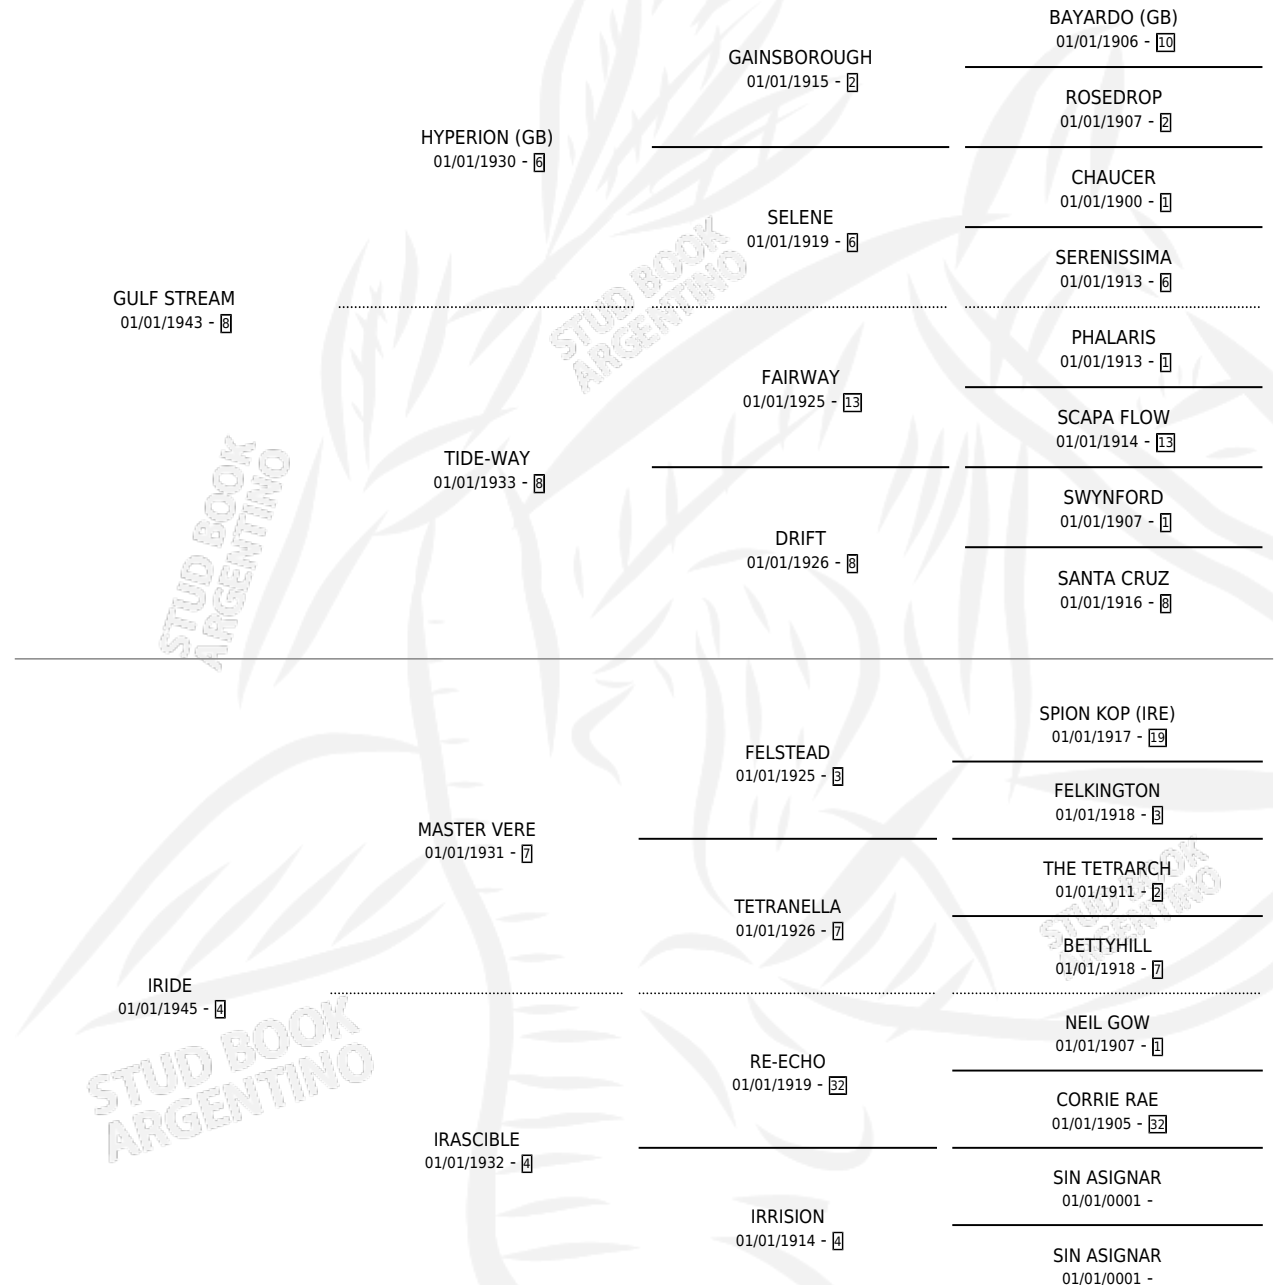 BAYARDO (GB)
01/01/1906 - 10
GAINSBOROUGH
01/01/1915 - 2
ROSEDROP
01/01/1907 - 2
HYPERION (GB)
01/01/1930 - 6
CHAUCER
01/01/1900 - 1
SELENE
01/01/1919 - 6
SERENISSIMA
01/01/1913 - 6
GULF STREAM
01/01/1943 - 8
PHALARIS
01/01/1913 - 1
FAIRWAY
01/01/1925 - 13
SCAPA FLOW
01/01/1914 - 13
TIDE-WAY
01/01/1933 - 8
SWYNFORD
01/01/1907 - 1
DRIFT
01/01/1926 - 8
SANTA CRUZ
01/01/1916 - 8
STUD BOOK
ARGENTINO
STUD BOOK
ARGENTINO
SPION KOP (IRE)
01/01/1917 - 19
FELSTEAD
01/01/1925 - 3
FELKINGTON
01/01/1918 - 3
MASTER VERE
01/01/1931 - 7
THE TETRARCH
01/01/1911 - 2
TETRANELLA
01/01/1926 - 7
BETTYHILL
01/01/1918 - 7
IRIDE
01/01/1945 - 4
NEIL GOW
01/01/1907 - 1
RE-ECHO
01/01/1919 - 32
CORRIE RAE
01/01/1905 - 32
IRASCIBLE
01/01/1932 - 4
SIN ASIGNAR
01/01/0001 -
IRRISION
01/01/1914 - 4
SIN ASIGNAR
01/01/0001 -
STUD BOOK
ARGENTINO
STUD BOOK
ARGENTINO